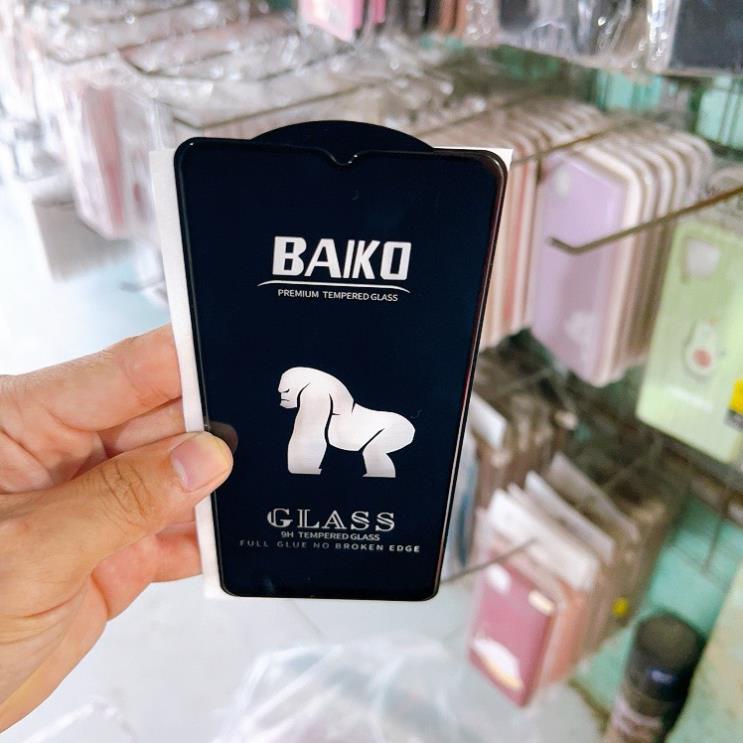 BAIKO
PREMIUM TEMPERED GLASS
GLASS
9H TEMPERED GLASS
FULL GLUE NO BROKEN EDGE